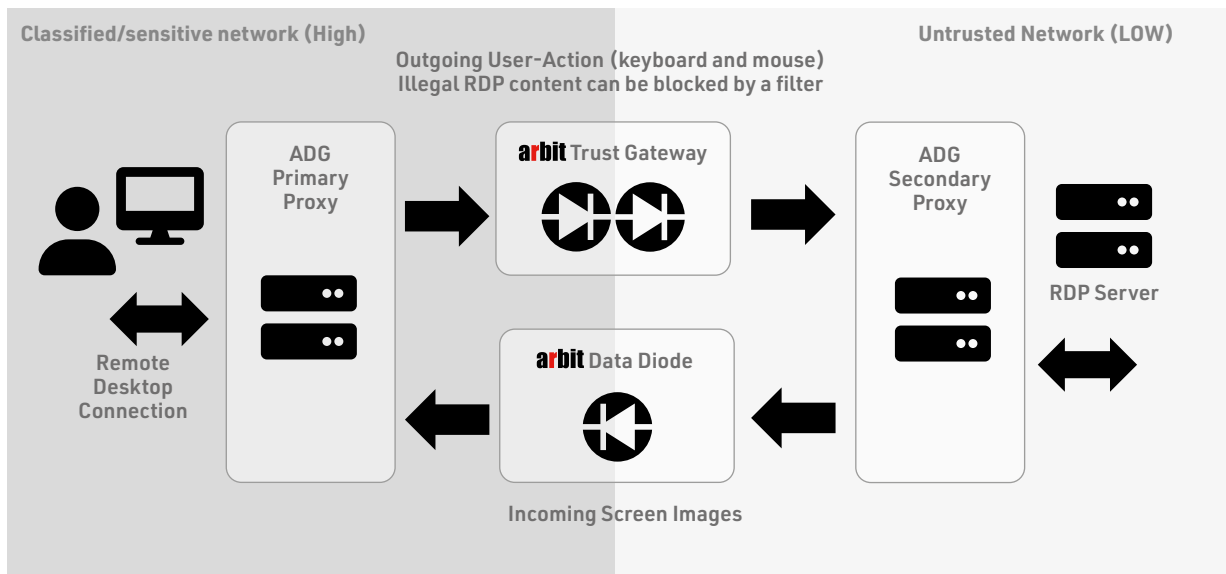 Classified/sensitive network (High)
Untrusted Network (LOW)
Outgoing User-Action (keyboard and mouse)
Illegal RDP content can be blocked by a filter
ADG
Primary
Proxy
arbit Trust Gateway
ADG
Secondary
Proxy
RDP Server
Remote
Desktop
Connection
arbit Data Diode
Incoming Screen Images